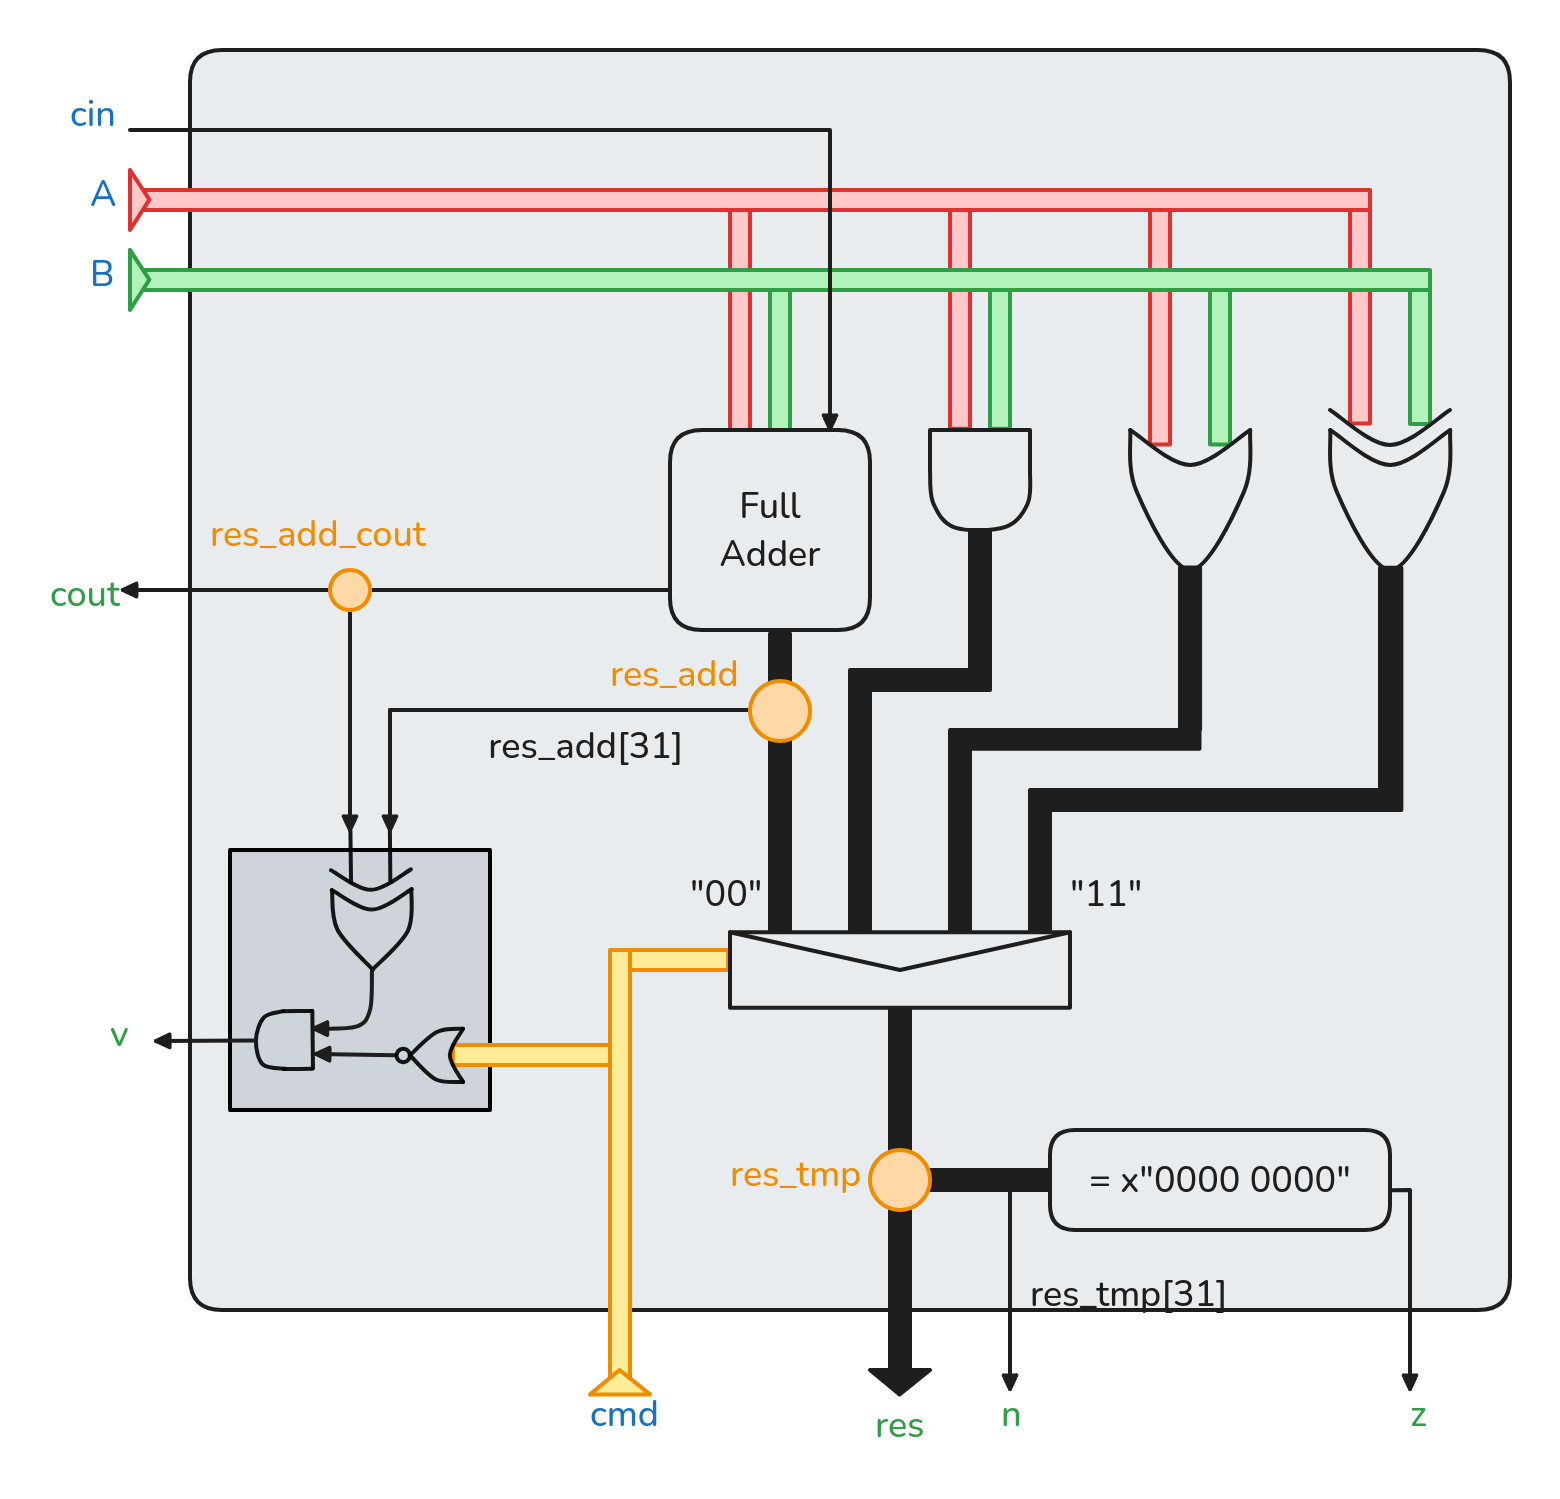 cin
A
B
Full
Adder
res_add_cout
cout
res_add
res_add[31]
"00"
"11"
v
res_tmp
= x"0000 0000"
res_tmp[31]
cmd
res
n
z